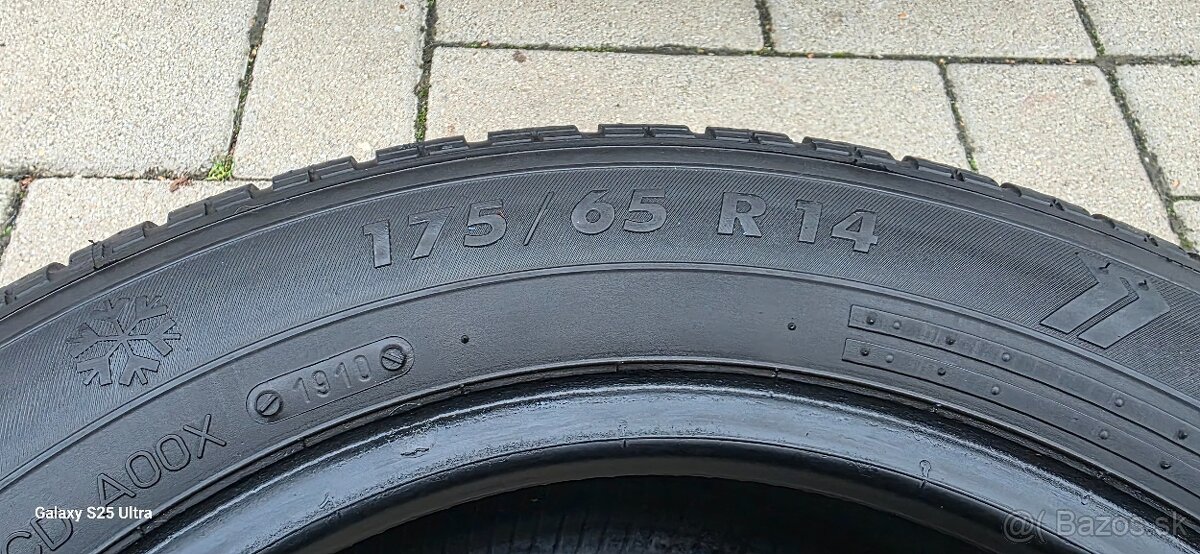 175/65 R14
1910
CD A00X
Galaxy S25 Ultra
@( Bazos.sk